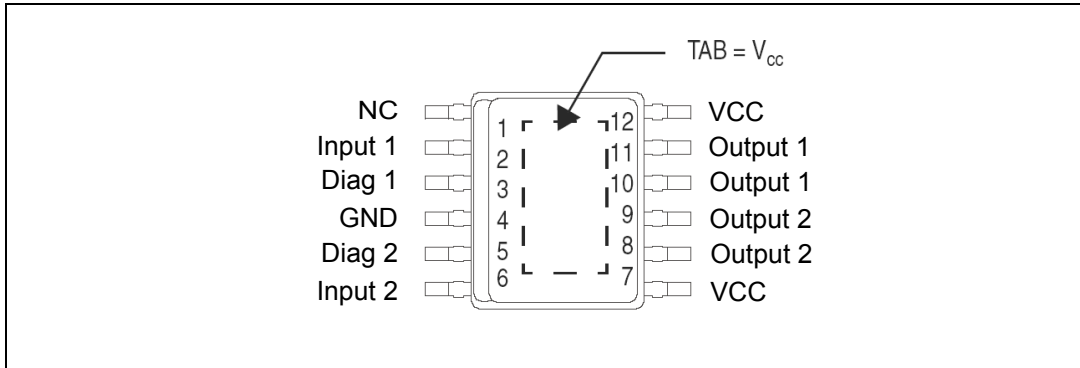 TAB = Vcc
NC 1 12 VCC
Input 1 2 11 Output 1
Diag 1 3 10 Output 1
GND 4 9 Output 2
Diag 2 5 8 Output 2
Input 2 6 7 VCC